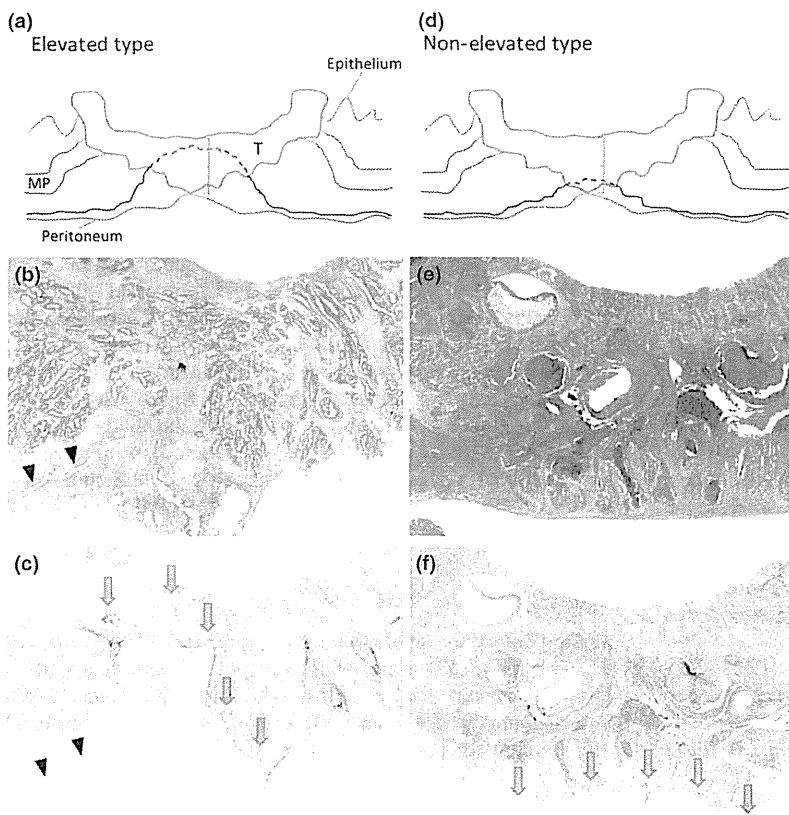 (a)
Elevated type
Epithelium
T
MP
Peritoneum
(d)
Non-elevated type
(b)
(e)
(c)
(f)